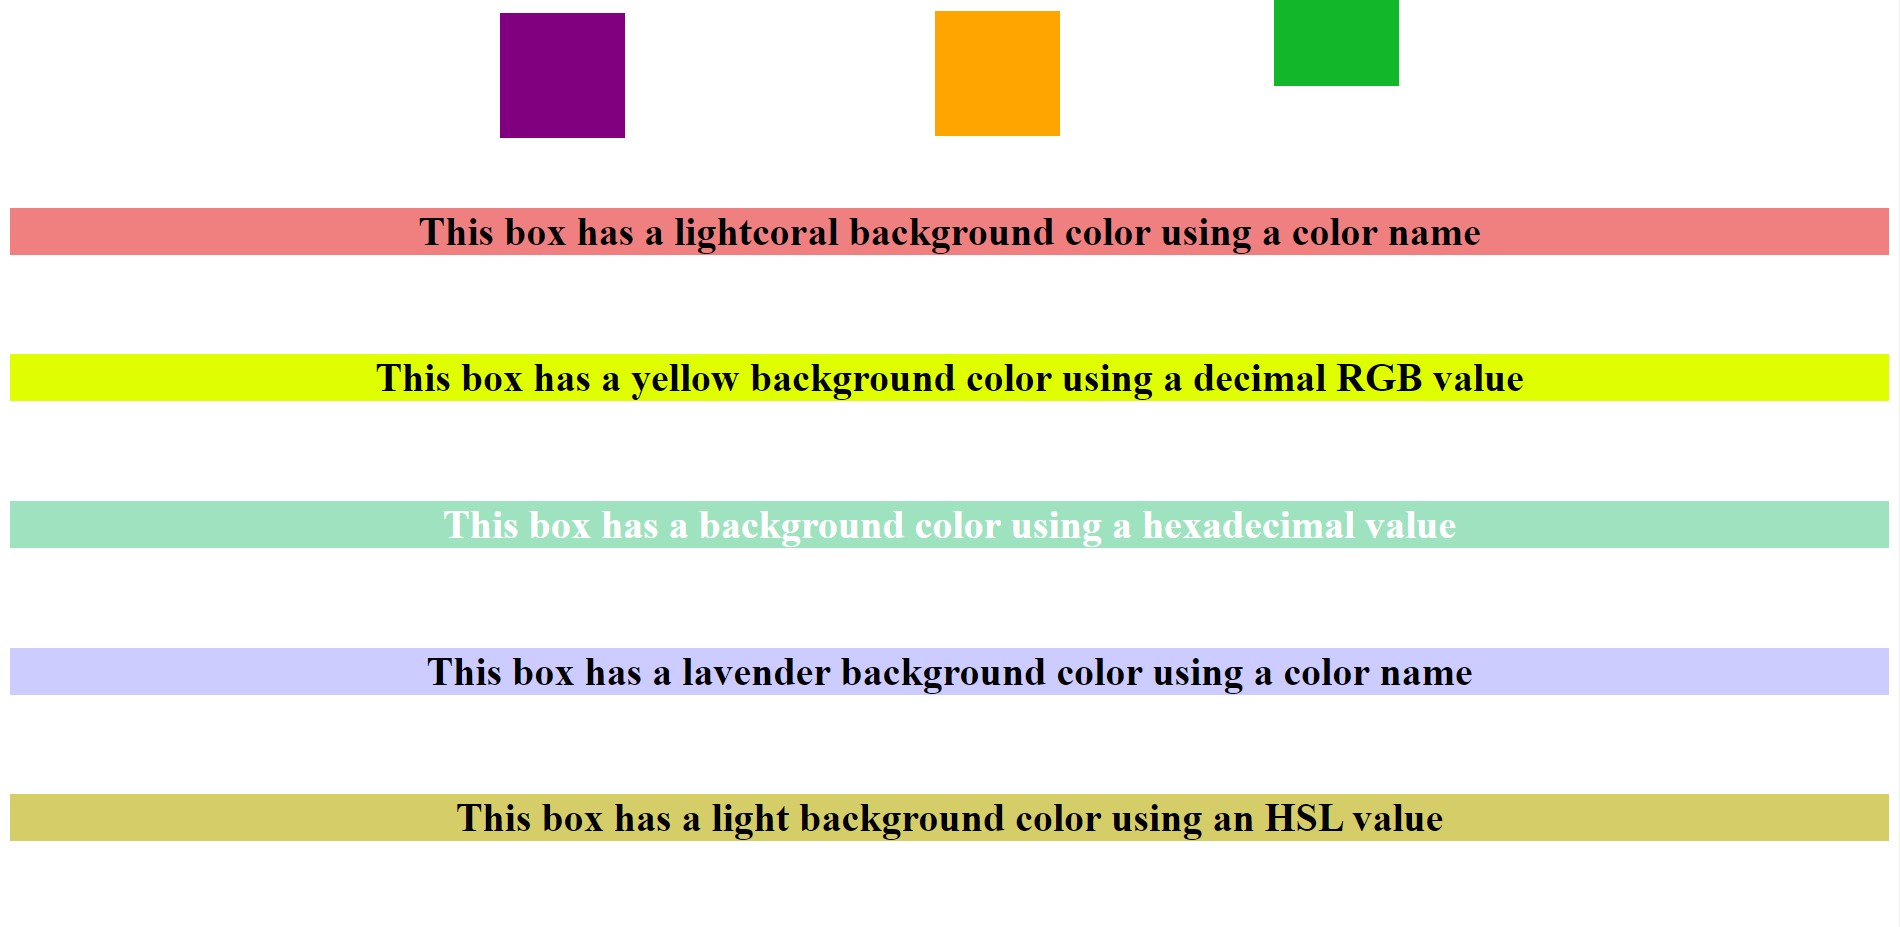 This box has a lightcoral background color using a color name
This box has a yellow background color using a decimal RGB value
This box has a background color using a hexadecimal value
This box has a lavender background color using a color name
This box has a light background color using an HSL value